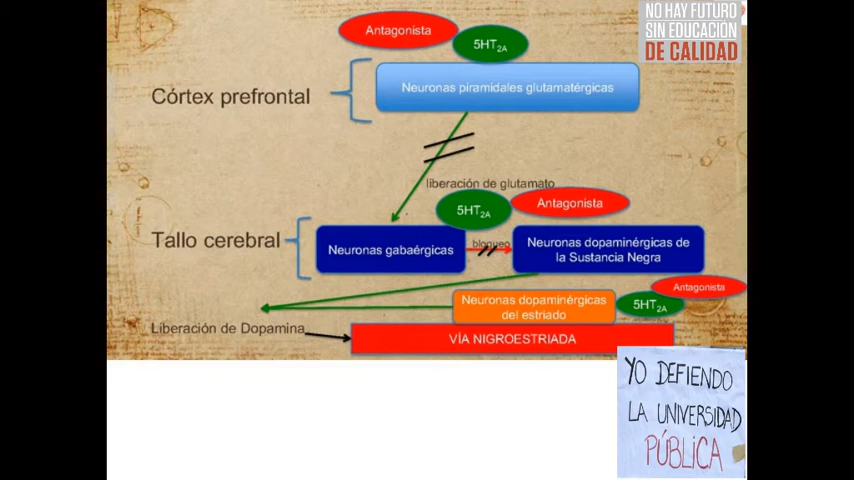 NO HAY FUTURO
SIN EDUCACIÓN
DE CALIDAD
Antagonista
5HT2A
Neuronas piramidales glutamatérgicas
Córtex prefrontal
liberación de glutamato
5HT2A
Antagonista
Tallo cerebral
Neuronas gabaérgicas
bloqueo
Neuronas dopaminérgicas de
la Sustancia Negra
Antagonista
Neuronas dopaminérgicas
del estriado
5HT2A
Liberación de Dopamina
VÍA NIGROESTRIADA
YO DEFIENDO
LA UNIVERSIDAD
PÚBLICA